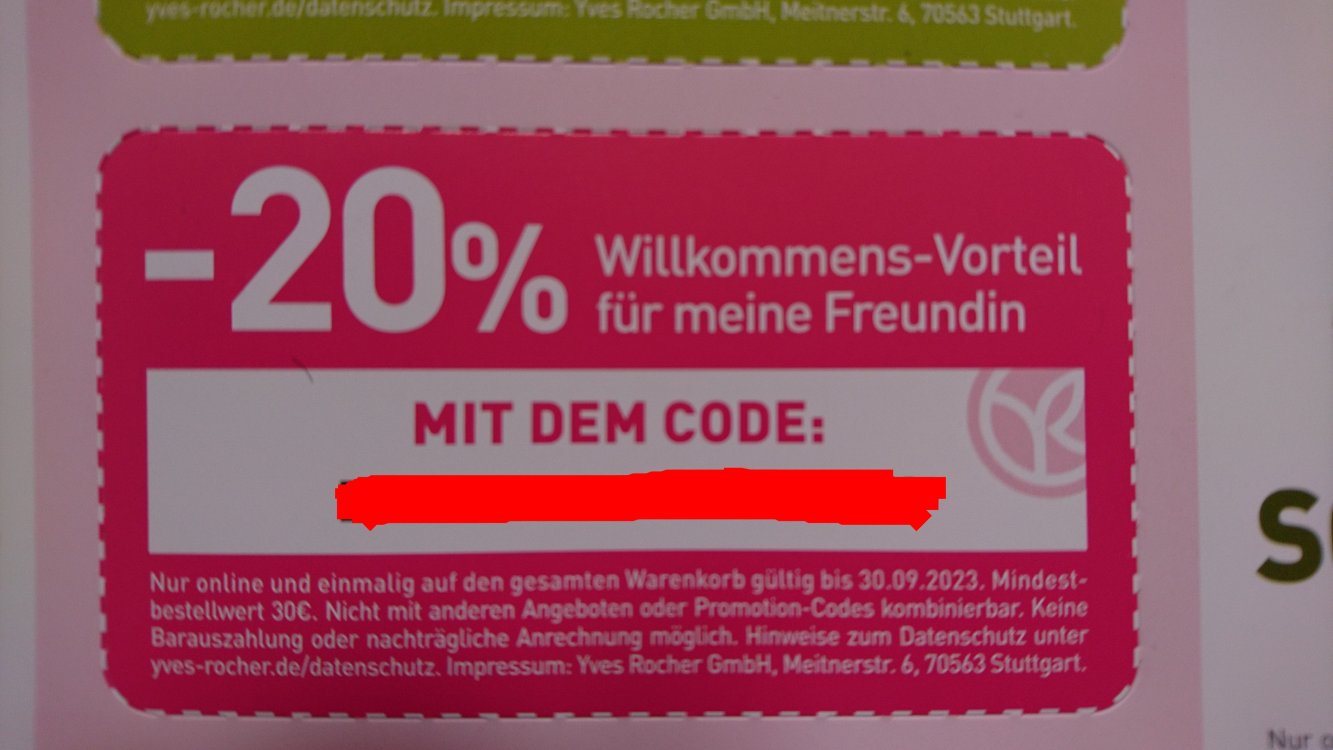 yves-rocher.de/datenschutz. Impressum: Yves Rocher GmbH, Meitnerstr. 6, 70563 Stuttgart.
-20%
Willkommens-Vorteil
für meine Freundin
MIT DEM CODE:
Nur online und einmalig auf den gesamten Warenkorb gültig bis 30.09.2023. Mindest-
bestellwert 30€. Nicht mit anderen Angeboten oder Promotion-Codes kombinierbar. Keine
Barauszahlung oder nachträgliche Anrechnung möglich. Hinweise zum Datenschutz unter
yves-rocher.de/datenschutz. Impressum: Yves Rocher GmbH, Meitnerstr. 6, 70563 Stuttgart.
Nur